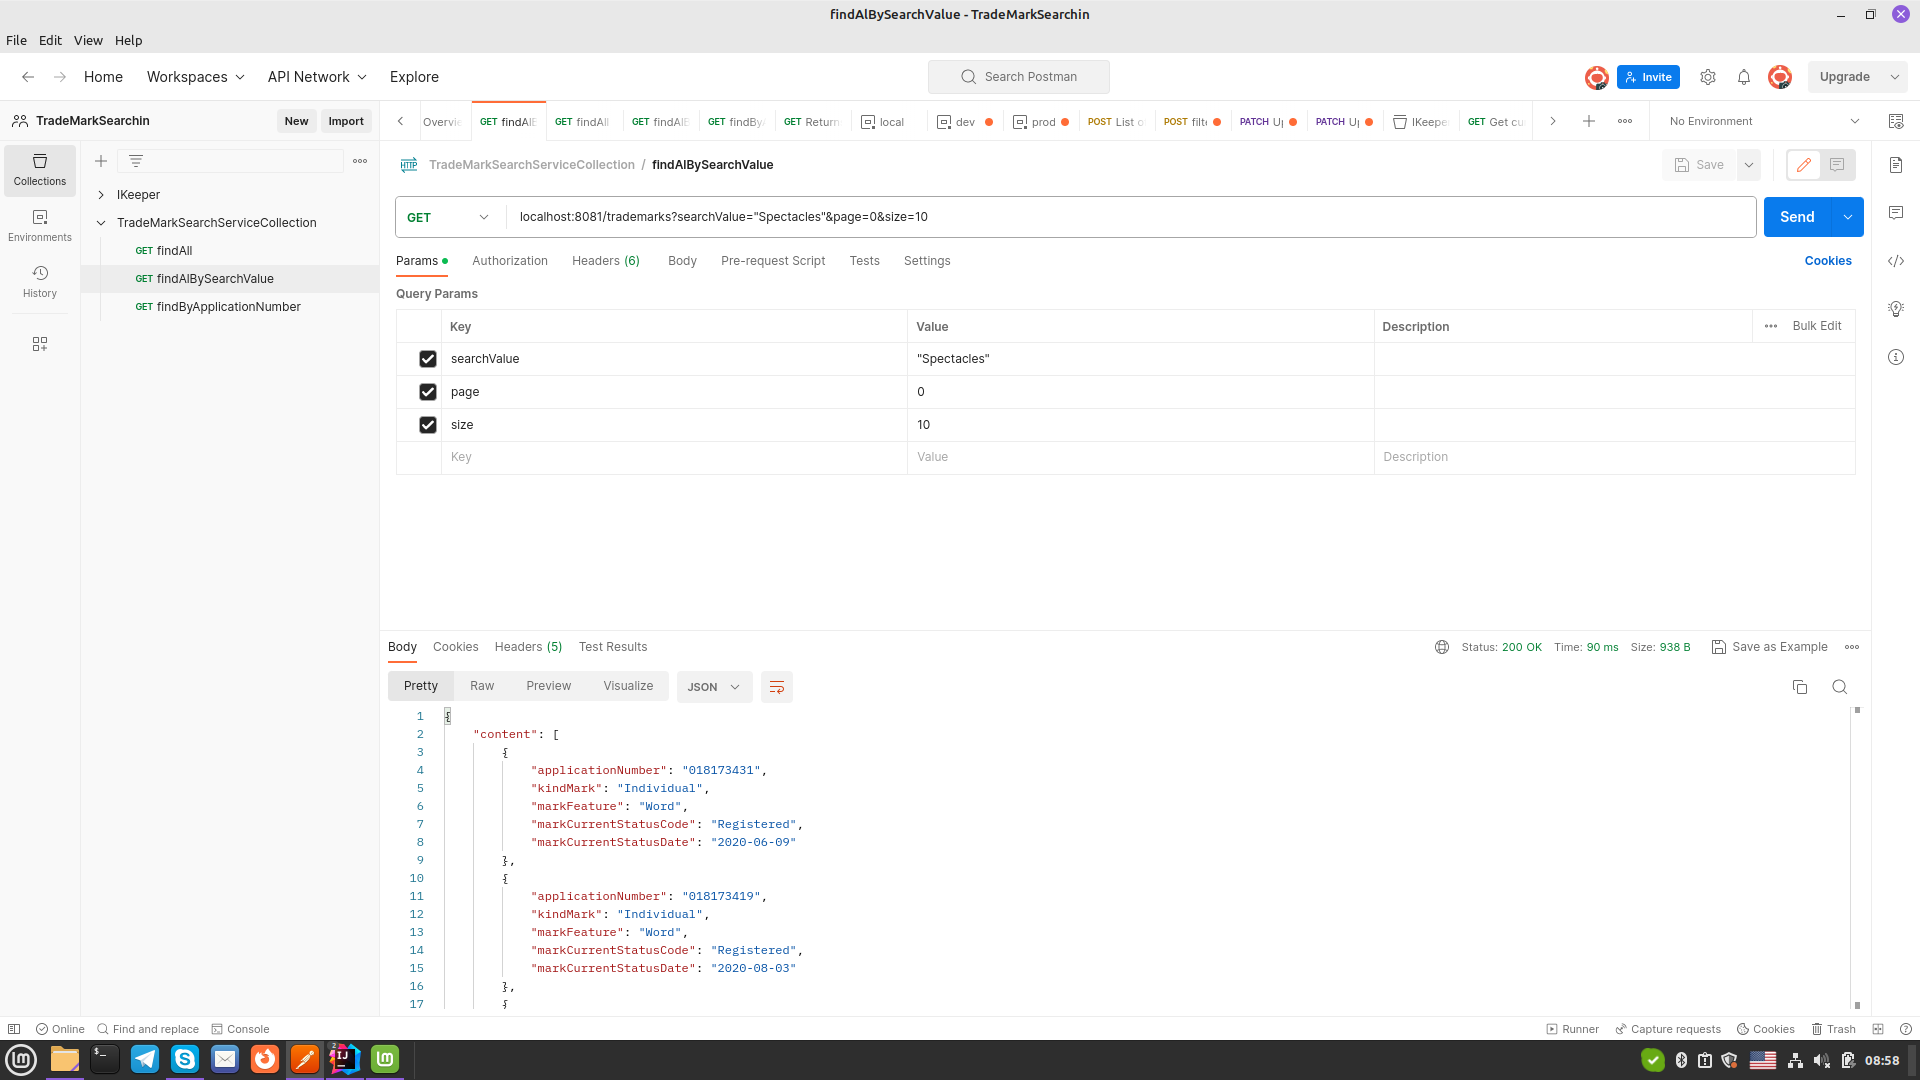 findAlBySearchValue - TradeMarkSearchin
File Edit View Help
Home Workspaces API Network Explore
Search Postman
Invite
Upgrade
TradeMarkSearchin
New Import
Overvie
GET findAlB
GET findAll
GET findAlB
GET findBy
GET Return
local
dev
prod
POST List o
POST filt
PATCH U
PATCH U
IKeepe
GET Get cu
No Environment
Collections
Environments
History
IKeeper
TradeMarkSearchServiceCollection
GET findAll
GET findAlBySearchValue
GET findByApplicationNumber
HTTP TradeMarkSearchServiceCollection / findAlBySearchValue
Save
GET localhost:8081/trademarks?searchValue="Spectacles"&page=0&size=10
Send
Params Authorization Headers (6) Body Pre-request Script Tests Settings
Cookies
Query Params
Key Value Description Bulk Edit
searchValue "Spectacles"
page 0
size 10
Key Value Description
Body Cookies Headers (5) Test Results
Status: 200 OK Time: 90 ms Size: 938 B Save as Example
Pretty Raw Preview Visualize JSON
1 {
2 "content": [
3 {
4 "applicationNumber": "018173431",
5 "kindMark": "Individual",
6 "markFeature": "Word",
7 "markCurrentStatusCode": "Registered",
8 "markCurrentStatusDate": "2020-06-09"
9 },
10 {
11 "applicationNumber": "018173419",
12 "kindMark": "Individual",
13 "markFeature": "Word",
14 "markCurrentStatusCode": "Registered",
15 "markCurrentStatusDate": "2020-08-03"
16 },
17 {
Online Find and replace Console
Runner Capture requests Cookies Trash
2
IJ
08:58